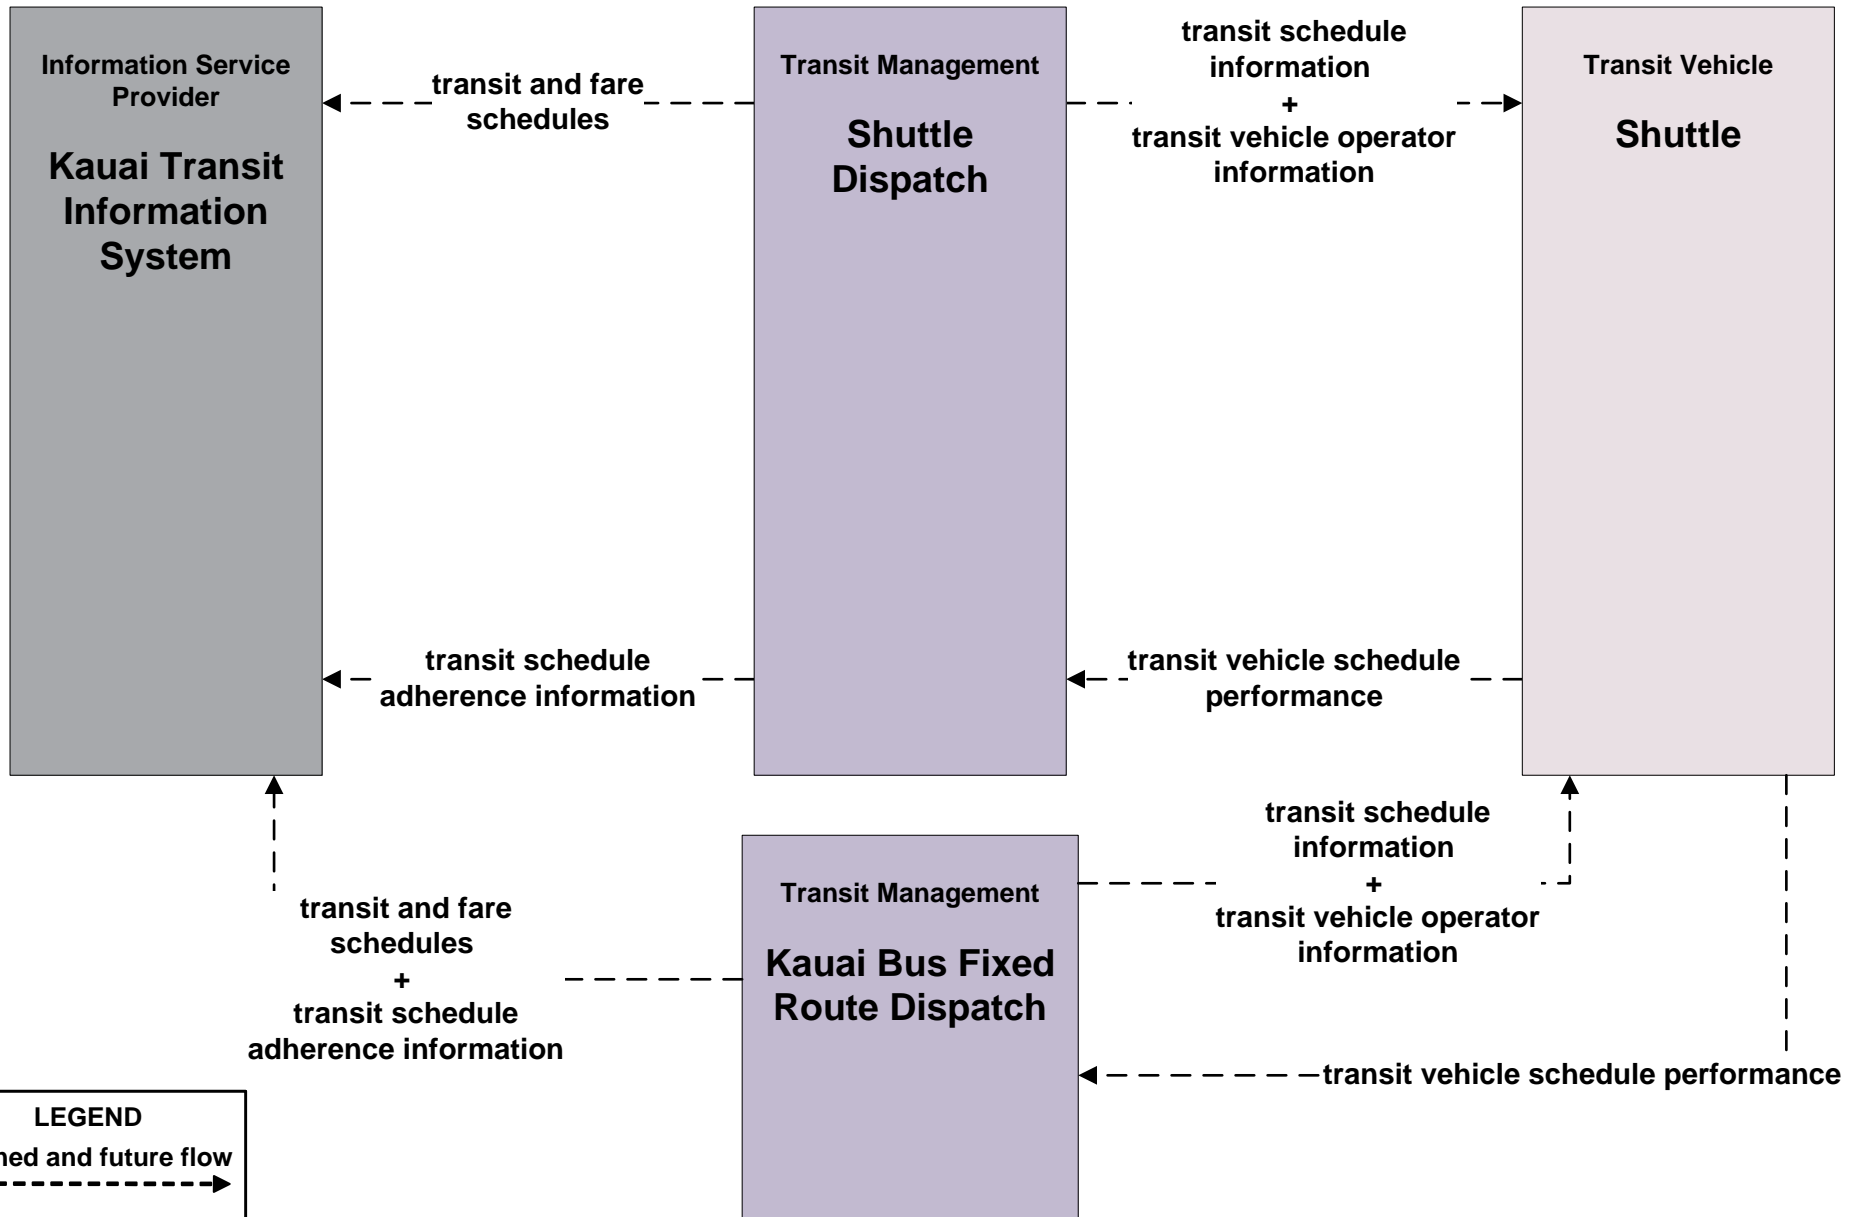 Information Service
Provider
Kauai Transit
Information
System
transit and fare
schedules
Transit Management
Shuttle
Dispatch
transit schedule
information
+
transit vehicle operator
information
Transit Vehicle
Shuttle
transit schedule
adherence information
transit vehicle schedule
performance
transit and fare
schedules
+
transit schedule
adherence information
Transit Management
Kauai Bus Fixed
Route Dispatch
transit schedule
information
+
transit vehicle operator
information
transit vehicle schedule performance
LEGEND
and future flow